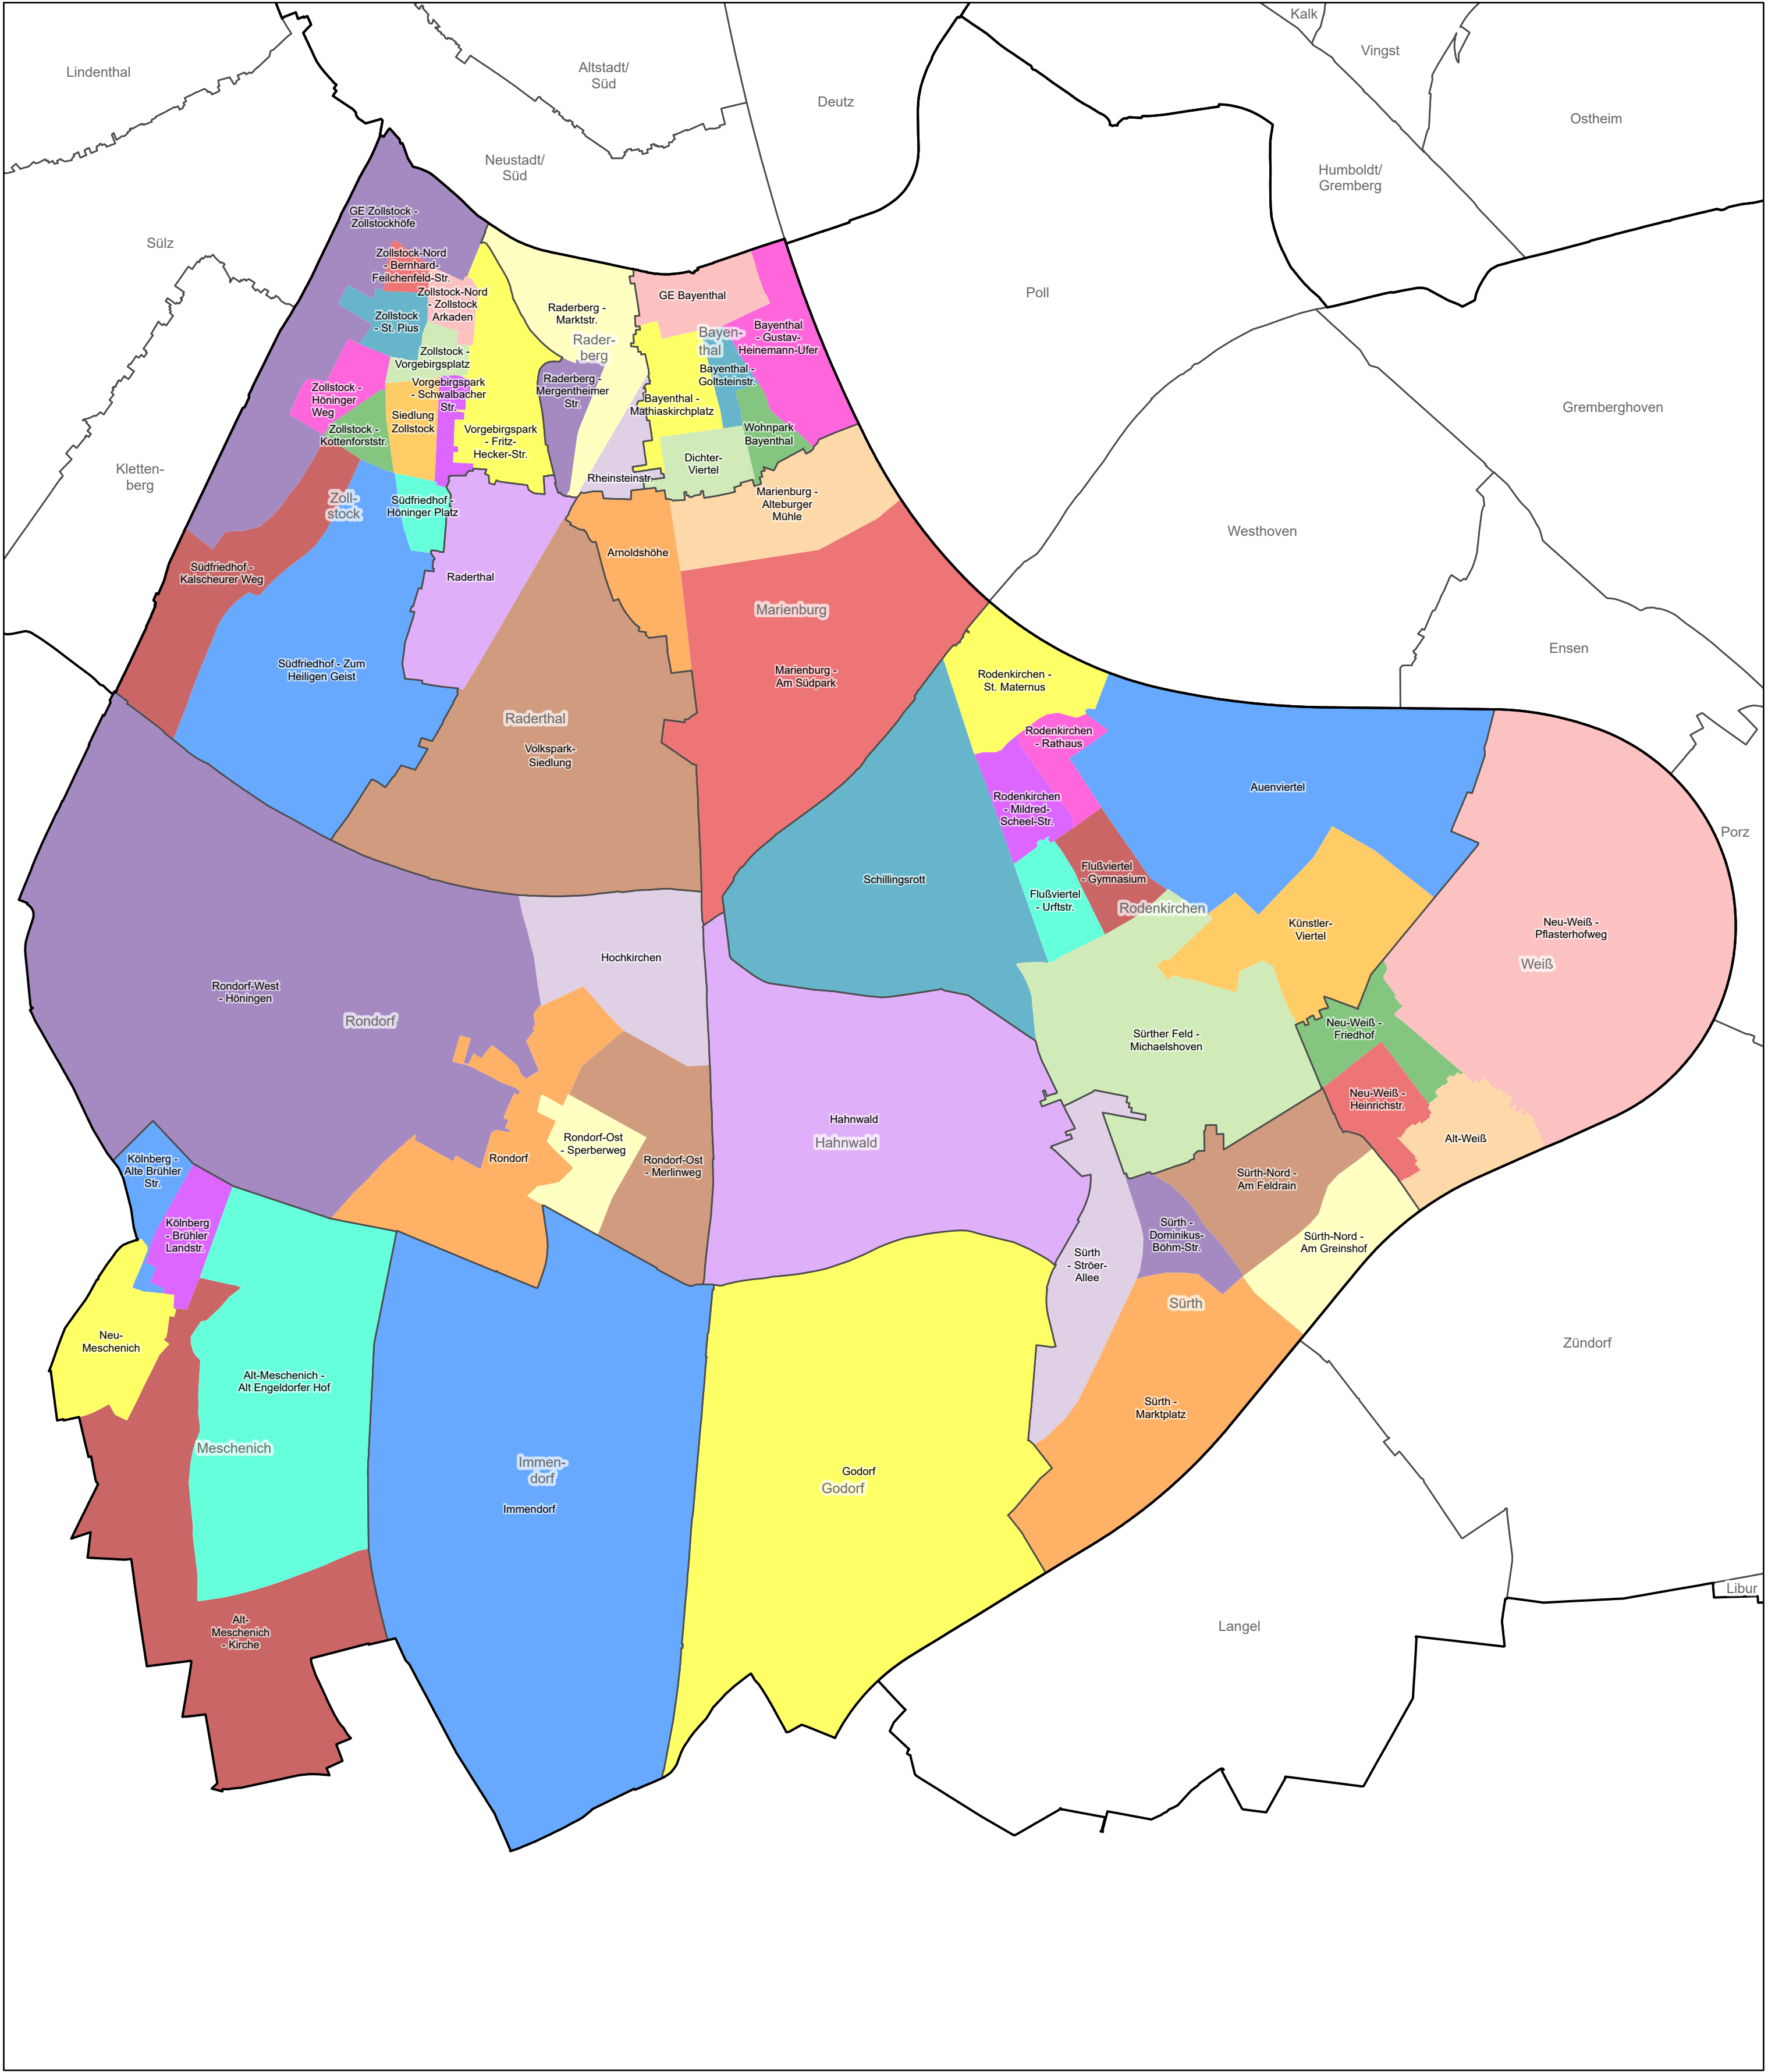 Kalk
Vingst
Lindenthal
Altstadt/
Süd
Deutz
Ostheim
Neustadt/
Süd
Humboldt/
Gremberg
Sülz
GE Zollstock -
Zollstockhöfe
Zollstock-Nord
- Bernhard-
Feilchenfeld-Str.
Zollstock-Nord
- Zollstock
Arkaden
Zollstock
- St. Pius
Raderberg -
Marktstr.
Rader-
berg
GE Bayenthal
Bayenthal
- Gustav-
Heinemann-Ufer
Bayen-
thal
Poll
Zollstock -
Vorgebirgsplatz
Vorgebirgspark
- Schwalbacher
Str.
Raderberg -
Mergentheimer
Str.
Bayenthal -
Goltsteinstr.
Bayenthal -
Mathiaskirchplatz
Zollstock -
Höninger
Weg
Siedlung
Zollstock
Zollstock -
Kottenforststr.
Vorgebirgspark
- Fritz-
Hecker-Str.
Wohnpark
Bayenthal
Gremberghoven
Kletten-
berg
Dichter-
Viertel
Rheinsteinstr.
Zoll-
stock
Südfriedhof -
Höninger Platz
Marienburg -
Alteburger
Mühle
Westhoven
Arnoldshöhe
Südfriedhof -
Kalscheurer Weg
Raderthal
Marienburg
Ensen
Südfriedhof - Zum
Heiligen Geist
Marienburg -
Am Südpark
Rodenkirchen -
St. Maternus
Raderthal
Volkspark-
Siedlung
Rodenkirchen
- Rathaus
Auenviertel
Rodenkirchen
- Mildred-
Scheel-Str.
Porz
Schillingsrott
Flußviertel
- Gymnasium
Flußviertel
- Urftstr.
Rodenkirchen
Künstler-
Viertel
Neu-Weiß -
Pflasterhofweg
Weiß
Hochkirchen
Rondorf-West
- Höningen
Rondorf
Sürther Feld -
Michaelshoven
Neu-Weiß -
Friedhof
Neu-Weiß -
Heinrichstr.
Hahnwald
Hahnwald
Alt-Weiß
Rondorf-Ost
- Sperberweg
Rondorf
Rondorf-Ost
- Merlinweg
Kölnberg -
Alte Brühler
Str.
Sürth-Nord -
Am Feldrain
Kölnberg
- Brühler
Landstr.
Sürth -
Dominikus-
Böhm-Str.
Sürth-Nord -
Am Greinshof
Sürth
- Ströer-
Allee
Sürth
Neu-
Meschenich
Zündorf
Alt-Meschenich -
Alt Engeldorfer Hof
Sürth -
Marktplatz
Meschenich
Immen-
dorf
Godorf
Godorf
Immendorf
Libur
Alt-
Meschenich
- Kirche
Langel